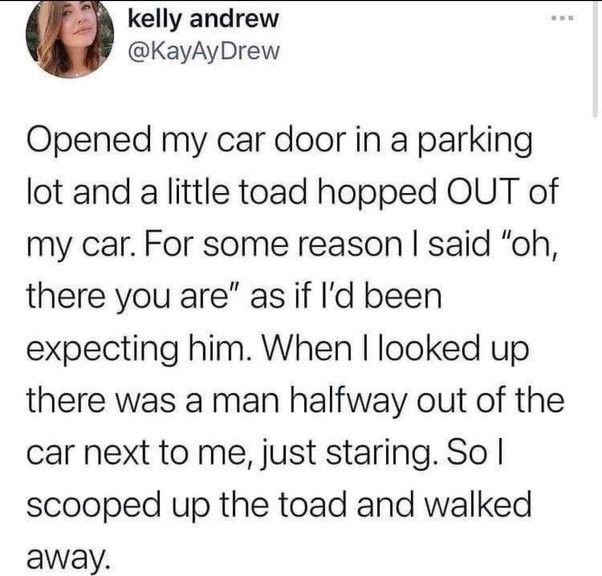 kelly andrew
@KayAyDrew
Opened my car door in a parking
lot and a little toad hopped OUT of
my car. For some reason I said "oh,
there you are" as if I'd been
expecting him. When I looked up
there was a man halfway out of the
car next to me, just staring. So I
scooped up the toad and walked
away.